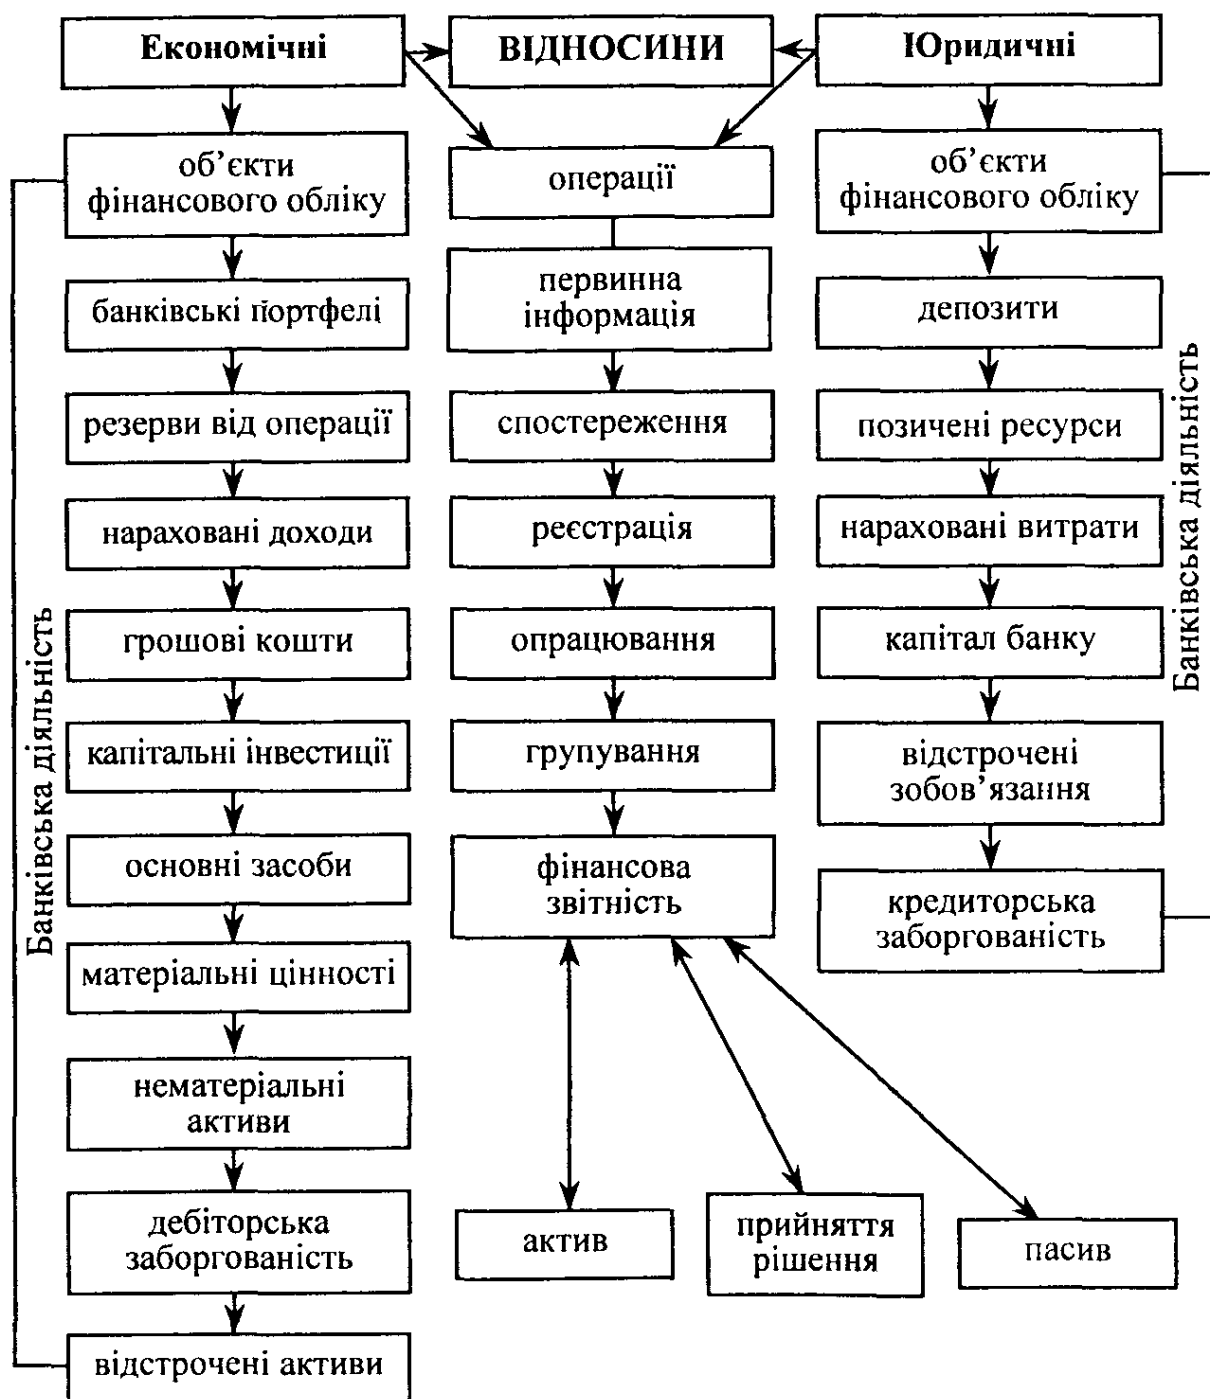 Економічні
ВІДНОСИНИ
Юридичні
об’єкти
фінансового обліку
банківські портфелі
резерви від операції
нараховані доходи
грошові кошти
капітальні інвестиції
основні засоби
матеріальні цінності
нематеріальні
активи
дебіторська
заборгованість
відстрочені активи
Банківська діяльність
операції
первинна
інформація
спостереження
реєстрація
опрацювання
групування
фінансова
звітність
актив
прийняття
рішення
пасив
об’єкти
фінансового обліку
депозити
позичені ресурси
нараховані витрати
капітал банку
відстрочені
зобов’язання
кредиторська
заборгованість
Банківська діяльність